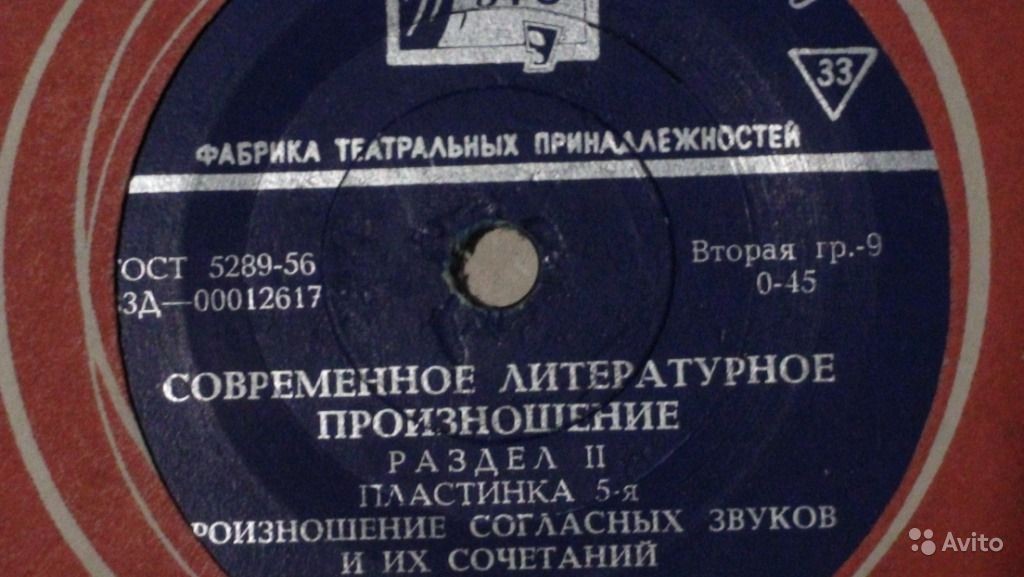 33
ФАБРИКА ТЕАТРАЛЬНЫХ ПРИНАДЛЕЖНОСТЕЙ
ГОСТ 5289-56
Вторая гр.-9
ЗД—00012617
0-45
СОВРЕМЕННОЕ ЛИТЕРАТУРНОЕ
ПРОИЗНОШЕНИЕ
РАЗДЕЛ II
ПЛАСТИНКА 5-я
РОИЗНОШЕНИЕ СОГЛАСНЫХ ЗВУКОВ
И ИХ СОЧЕТАНИЙ
Avito